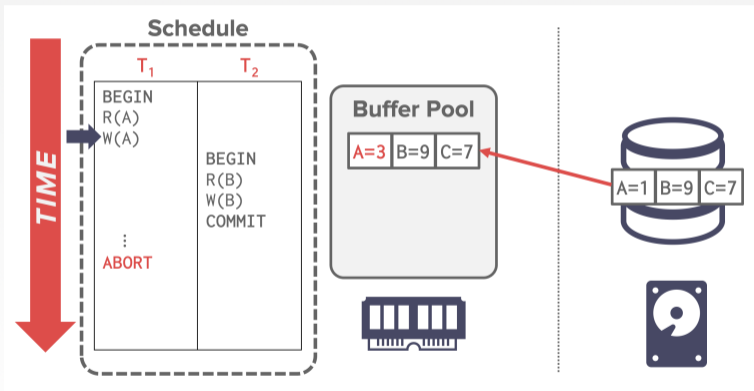 Schedule
TIME
T₁ T₂
BEGIN
R(A)
W(A)
BEGIN
R(B)
W(B)
COMMIT
⋮
ABORT
Buffer Pool
A=3 B=9 C=7
A=1 B=9 C=7